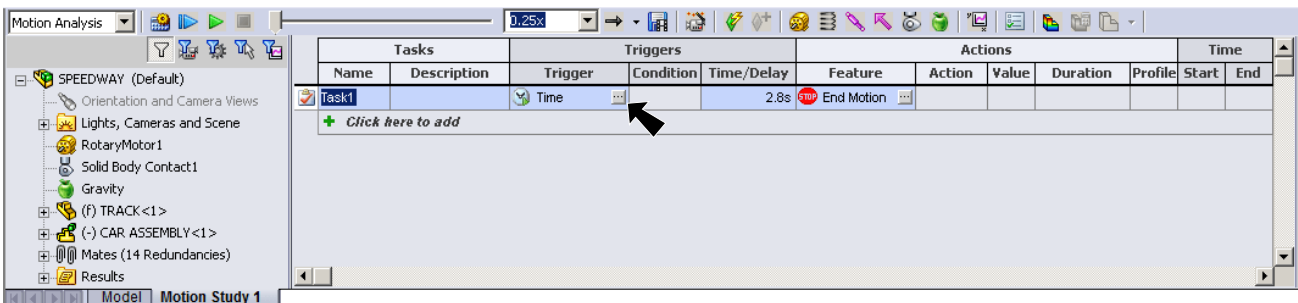 Motion Analysis 0.25x
Tasks Triggers Actions Time
Name Description Trigger Condition Time/Delay Feature Action Value Duration Profile Start End
Task1 Time ... 2.8s STOP End Motion ...
+ Click here to add
SPEEDWAY (Default)
Orientation and Camera Views
Lights, Cameras and Scene
RotaryMotor1
Solid Body Contact1
Gravity
(f) TRACK<1>
(-) CAR ASSEMBLY<1>
Mates (14 Redundancies)
Results
Model Motion Study 1